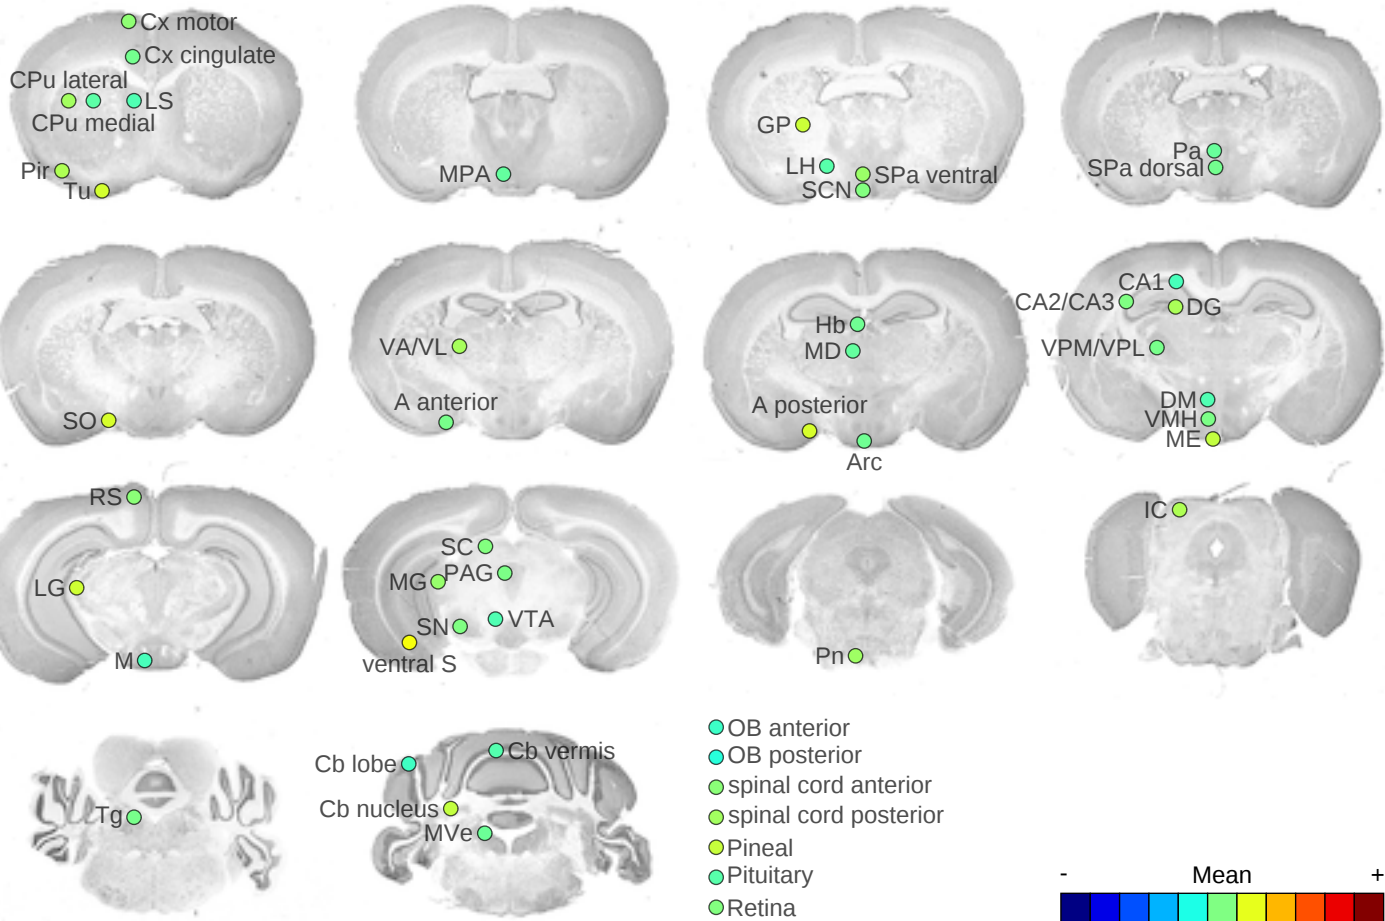 Cx motor
Cx cingulate
CPu lateral
LS
CPu medial
Pir
Tu
MPA
GP
LH
SPa ventral
SCN
Pa
SPa dorsal
SO
VA/VL
A anterior
Hb
MD
A posterior
Arc
CA1
CA2/CA3
DG
VPM/VPL
DM
VMH
ME
RS
LG
M
SC
MG
PAG
SN
VTA
ventral S
Pn
IC
Tg
Cb lobe
Cb vermis
Cb nucleus
MVe
OB anterior
OB posterior
spinal cord anterior
spinal cord posterior
Pineal
Pituitary
Retina
- Mean +